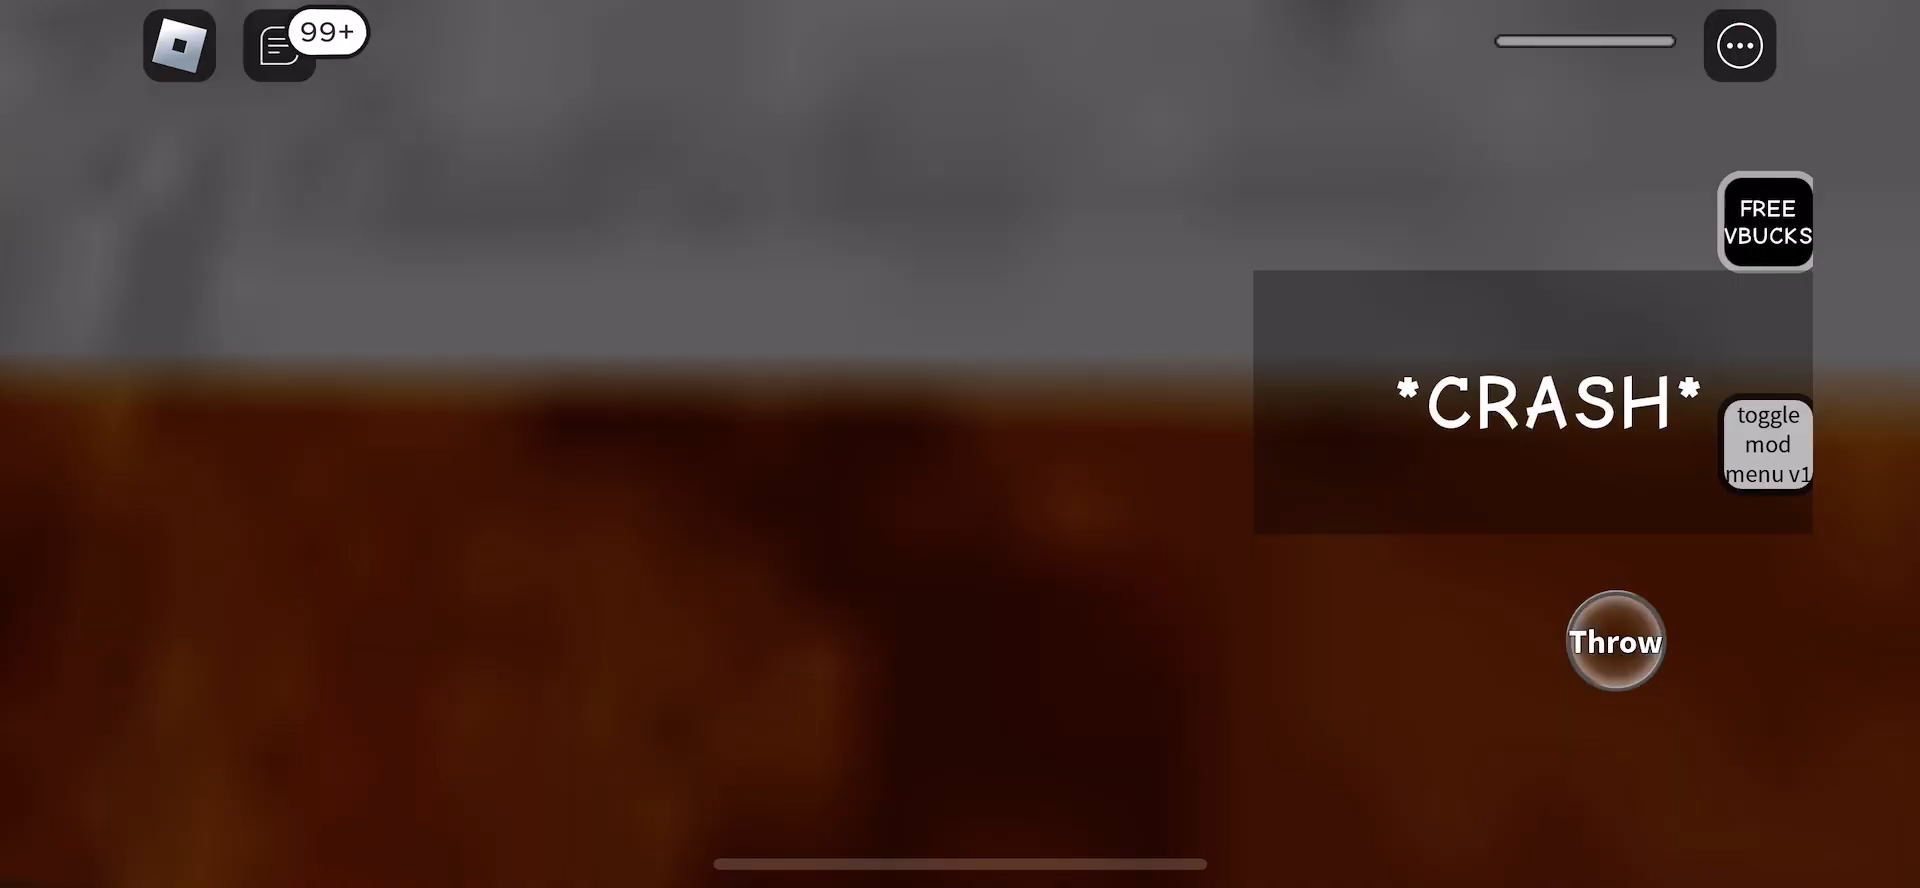 99+
FREE
VBUCKS
*CRASH*
toggle
mod
menu v1
Throw